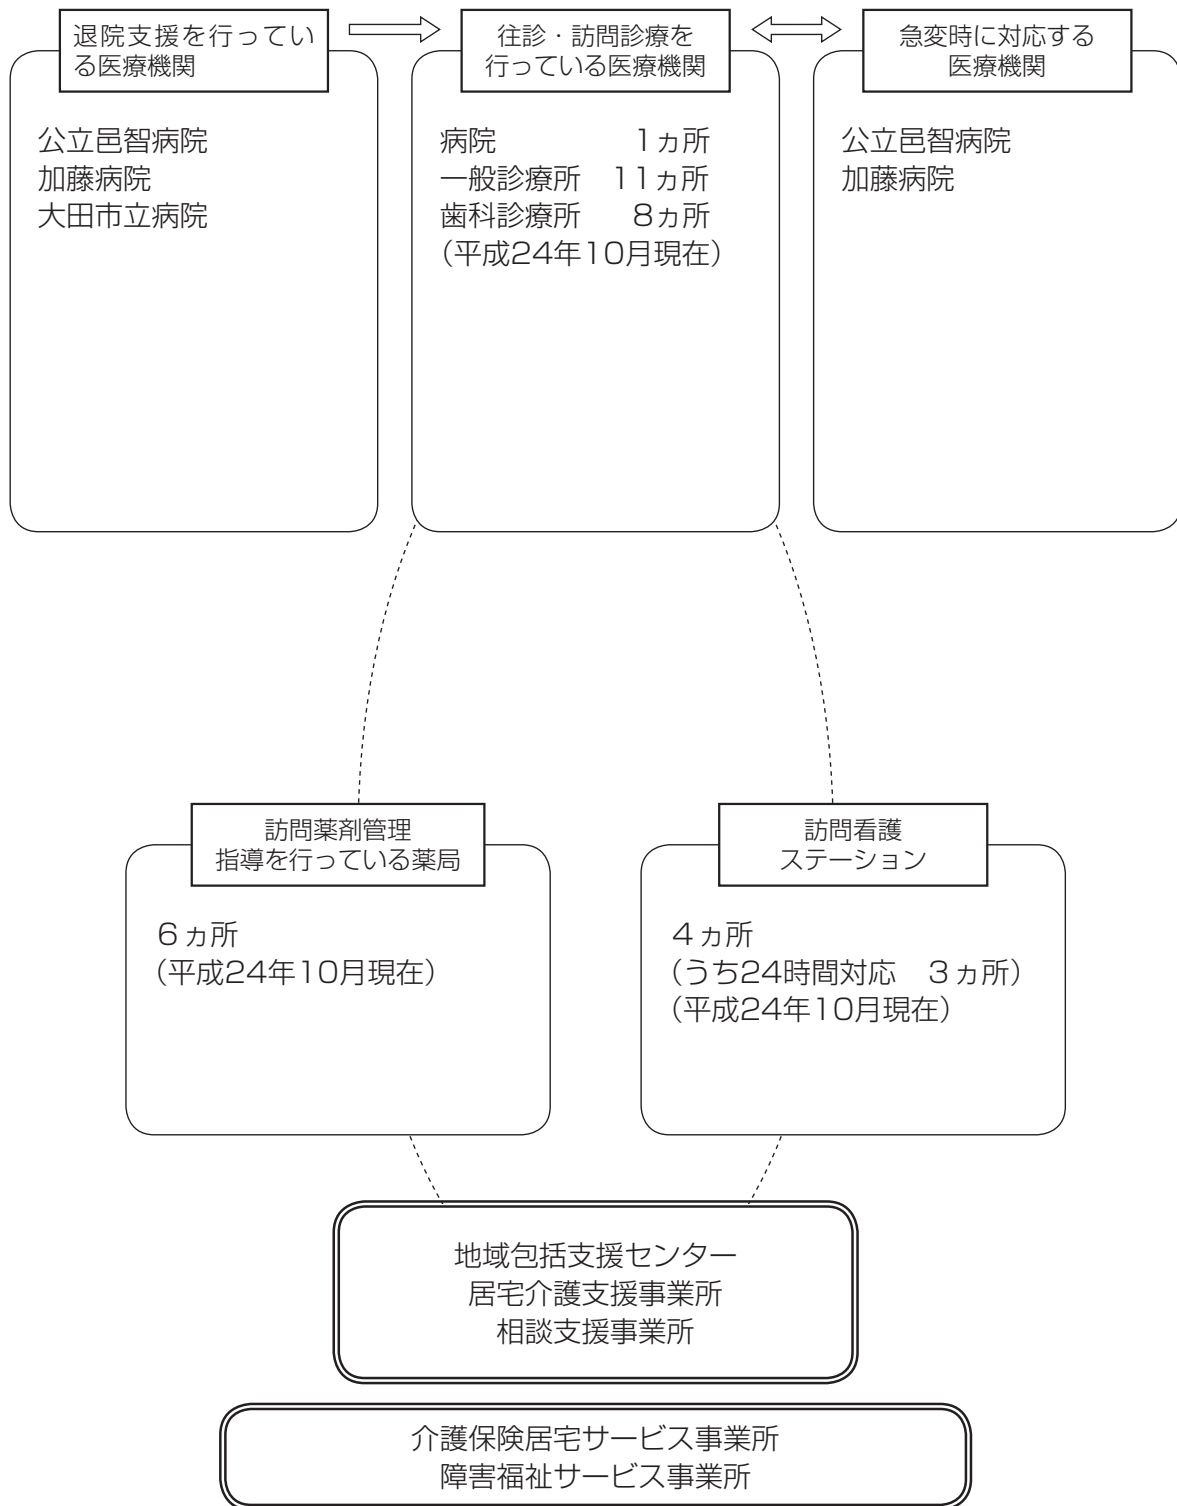 退院支援を行ってい
る医療機関
公立邑智病院
加藤病院
大田市立病院
往診・訪問診療を
行っている医療機関
病院　　　　　1ヵ所
一般診療所　11ヵ所
歯科診療所　　8ヵ所
（平成24年10月現在）
急変時に対応する
医療機関
公立邑智病院
加藤病院
訪問薬剤管理
指導を行っている薬局
６ヵ所
（平成24年10月現在）
訪問看護
ステーション
４ヵ所
（うち24時間対応　３ヵ所）
（平成24年10月現在）
地域包括支援センター
居宅介護支援事業所
相談支援事業所
介護保険居宅サービス事業所
障害福祉サービス事業所